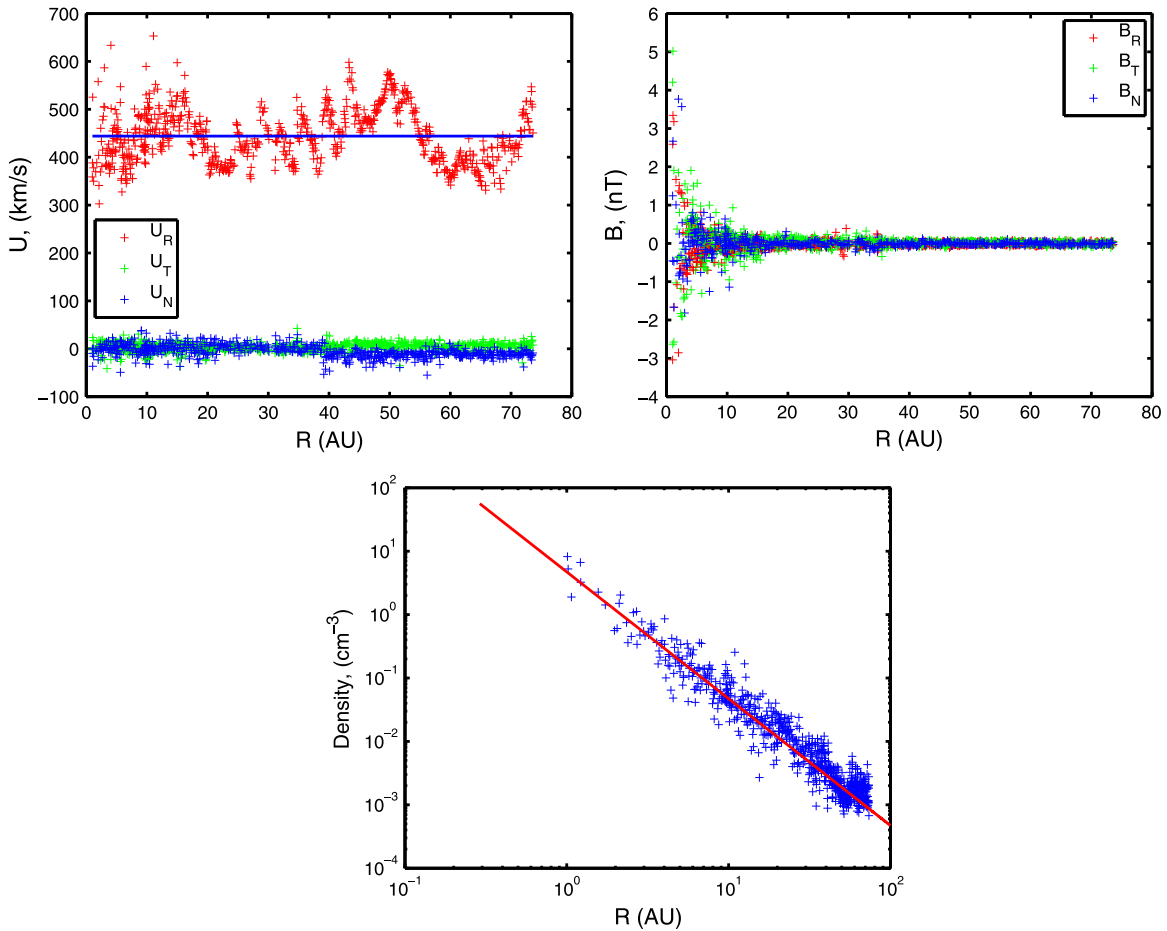 700
600
500
400
300
200
100
0
−100
U, (km/s)
U_R
U_T
U_N
0 10 20 30 40 50 60 70 80
R (AU)
6
5
4
3
2
1
0
−1
−2
−3
−4
B, (nT)
B_R
B_T
B_N
0 10 20 30 40 50 60 70 80
R (AU)
10^2
10^1
10^0
10^−1
10^−2
10^−3
10^−4
Density, (cm^−3)
10^−1 10^0 10^1 10^2
R (AU)